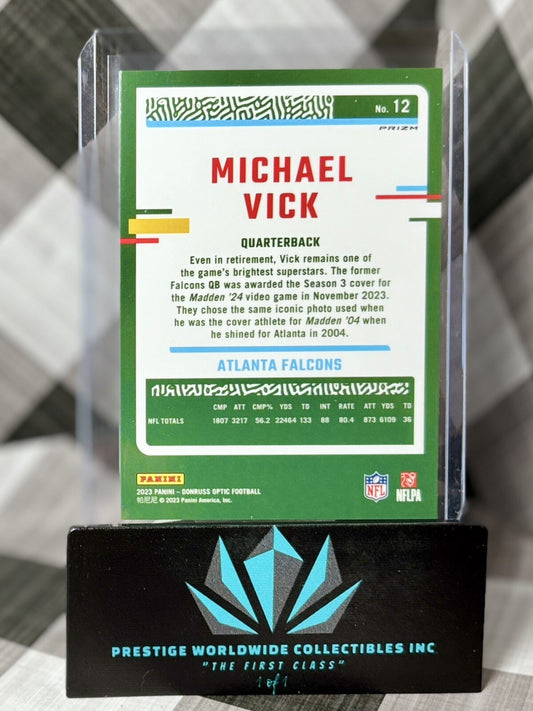 No. 12
PRIZM
MICHAEL
VICK
QUARTERBACK
Even in retirement, Vick remains one of
the game's brightest superstars. The former
Falcons QB was awarded the Season 3 cover for
the Madden '24 video game in November 2023.
They chose the same iconic photo used when
he was the cover athlete for Madden '04 when
he shined for Atlanta in 2004.
ATLANTA FALCONS
CMP ATT CMP% YDS TD INT RATE ATT YDS TD
NFL TOTALS 1807 3217 56.2 22464 133 88 80.4 873 6109 36
PANINI
2023 PANINI – DONRUSS OPTIC FOOTBALL
帕尼尼 © 2023 Panini America, Inc.
NFL
NFLPA
PRESTIGE WORLDWIDE COLLECTIBLES INC
"THE FIRST CLASS"
1 of 1